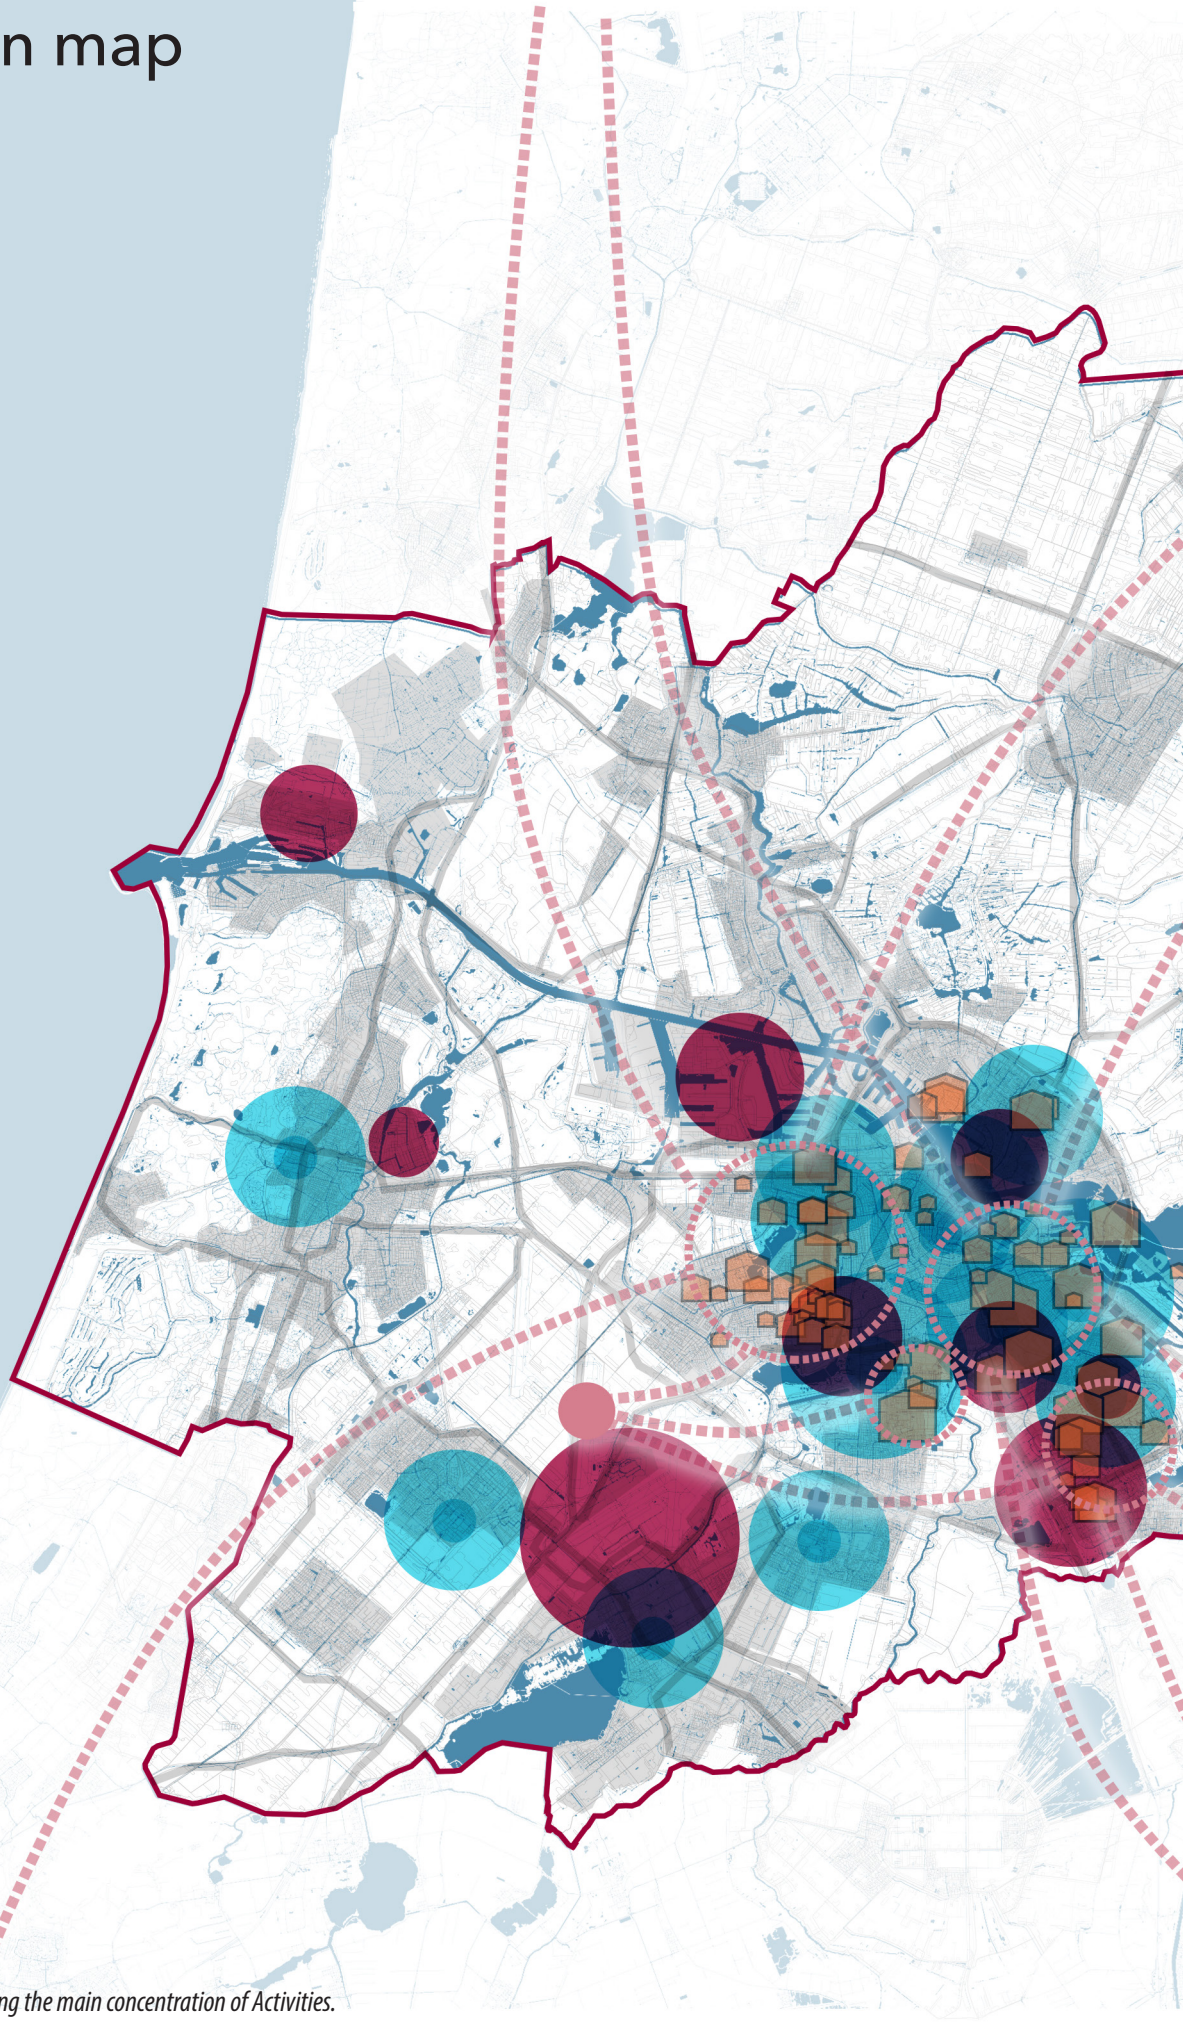 n map
ng the main concentration of Activities.